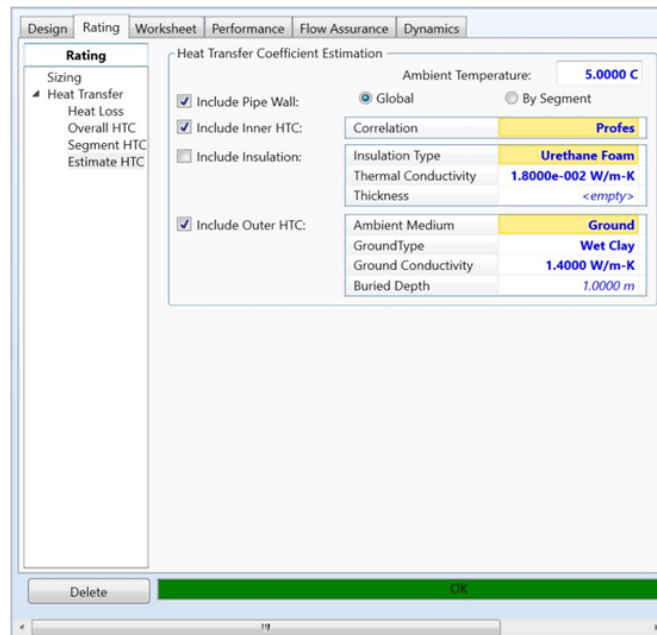 Design Rating Worksheet Performance Flow Assurance Dynamics
Rating
Sizing
Heat Transfer
Heat Loss
Overall HTC
Segment HTC
Estimate HTC
Heat Transfer Coefficient Estimation
Ambient Temperature: 5.0000 C
Include Pipe Wall: Global By Segment
Include Inner HTC: Correlation Profes
Include Insulation: Insulation Type Urethane Foam
Thermal Conductivity 1.8000e-002 W/m-K
Thickness <empty>
Include Outer HTC: Ambient Medium Ground
GroundType Wet Clay
Ground Conductivity 1.4000 W/m-K
Buried Depth 1.0000 m
Delete OK